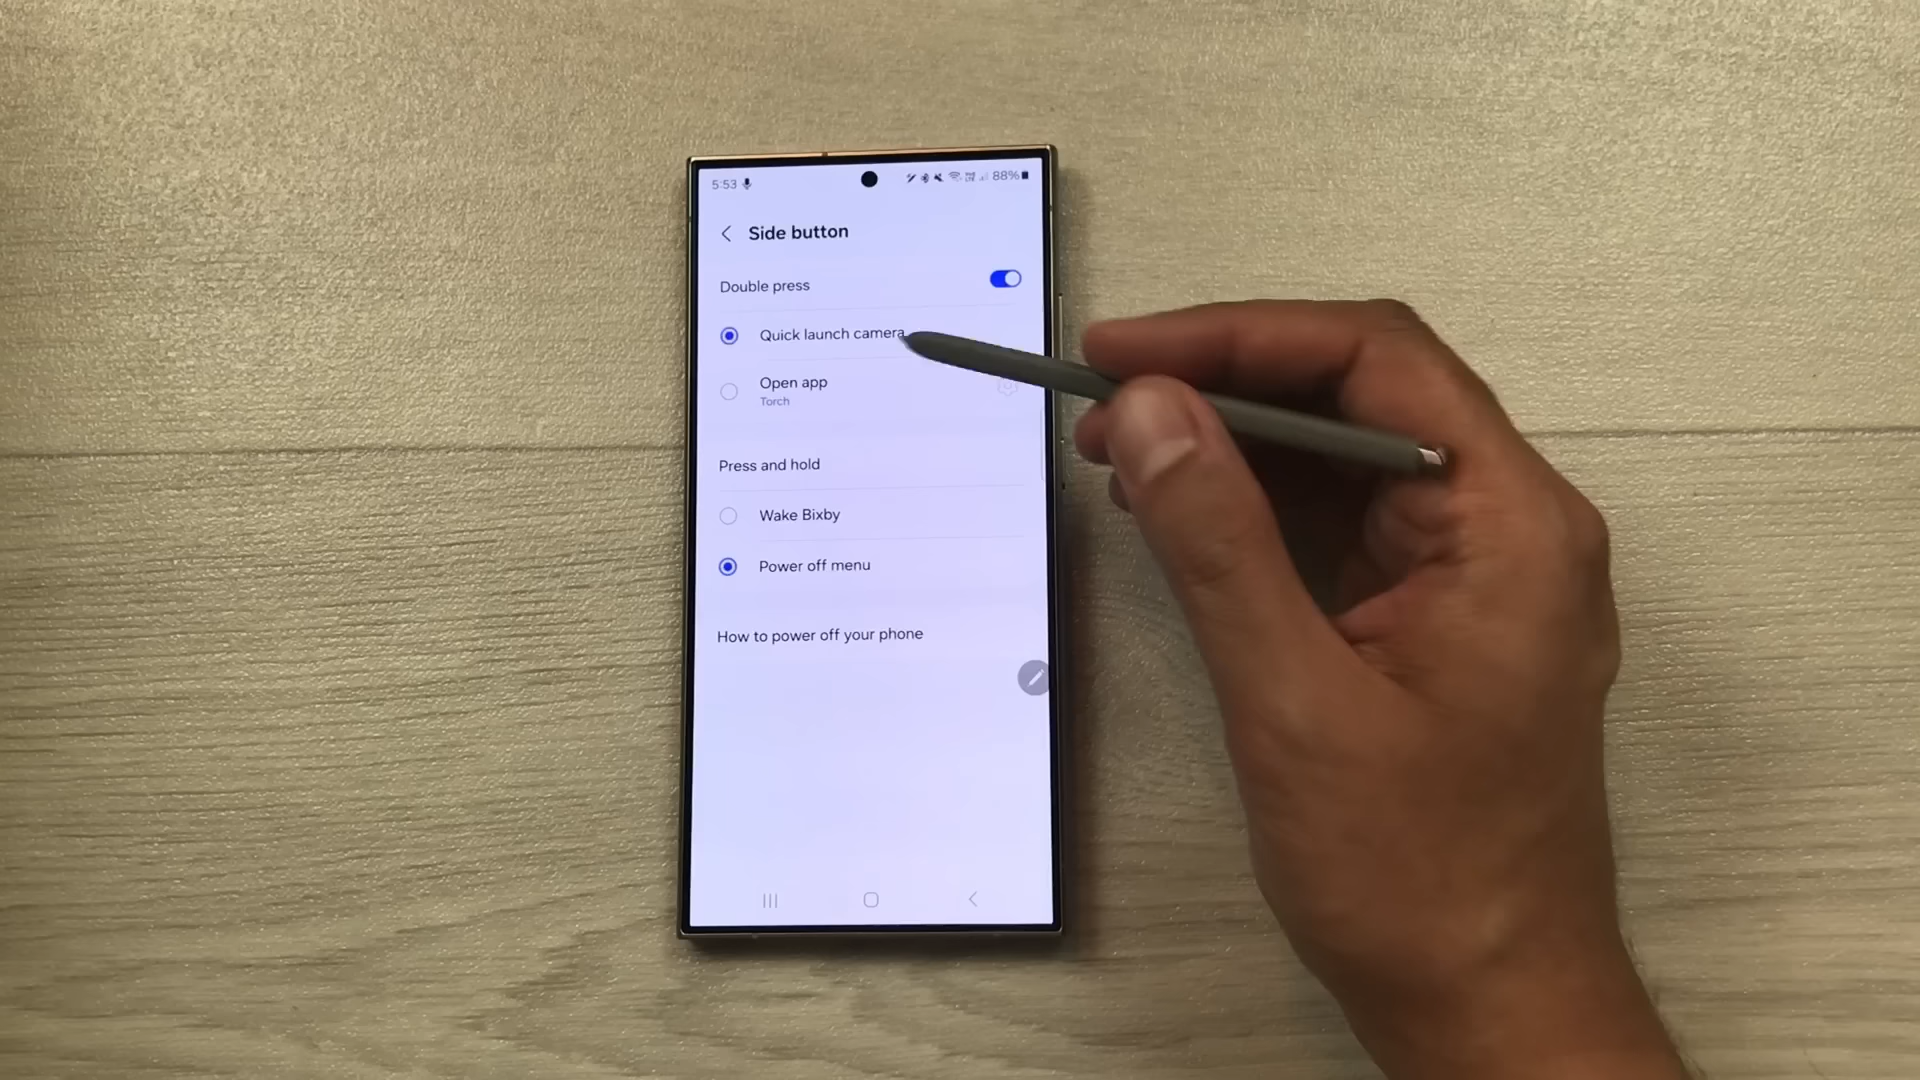 5:53
88%
Side button
Double press
Quick launch camera
Open app
Torch
Press and hold
Wake Bixby
Power off menu
How to power off your phone